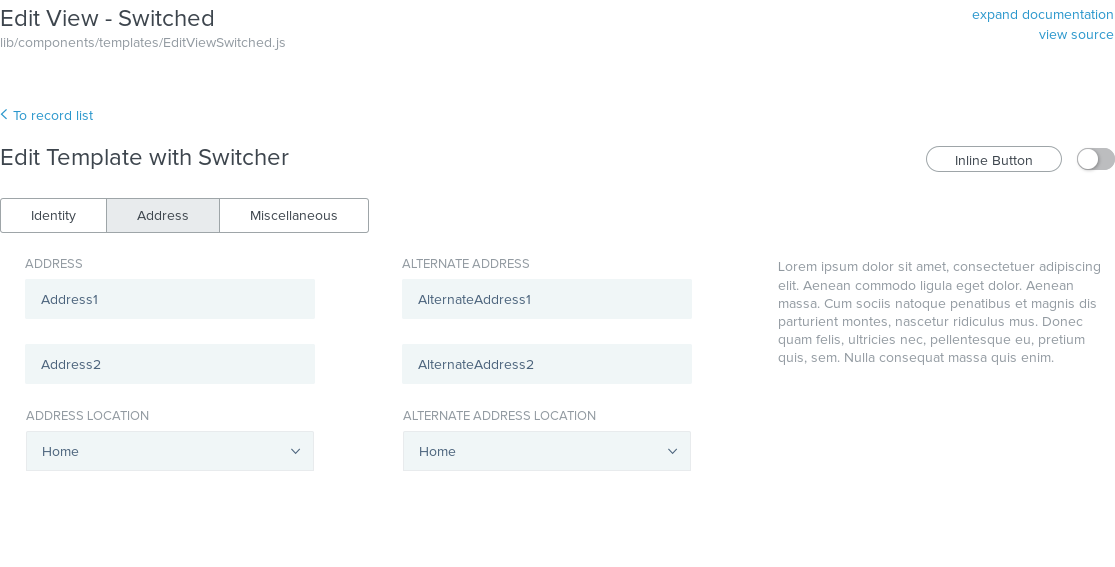 Edit View - Switched
expand documentation
lib/components/templates/EditViewSwitched.js
view source
To record list
Edit Template with Switcher
Inline Button
Identity
Address
Miscellaneous
ADDRESS
Address1
Address2
ADDRESS LOCATION
Home
ALTERNATE ADDRESS
AlternateAddress1
AlternateAddress2
ALTERNATE ADDRESS LOCATION
Home
Lorem ipsum dolor sit amet, consectetuer adipiscing
elit. Aenean commodo ligula eget dolor. Aenean
massa. Cum sociis natoque penatibus et magnis dis
parturient montes, nascetur ridiculus mus. Donec
quam felis, ultricies nec, pellentesque eu, pretium
quis, sem. Nulla consequat massa quis enim.